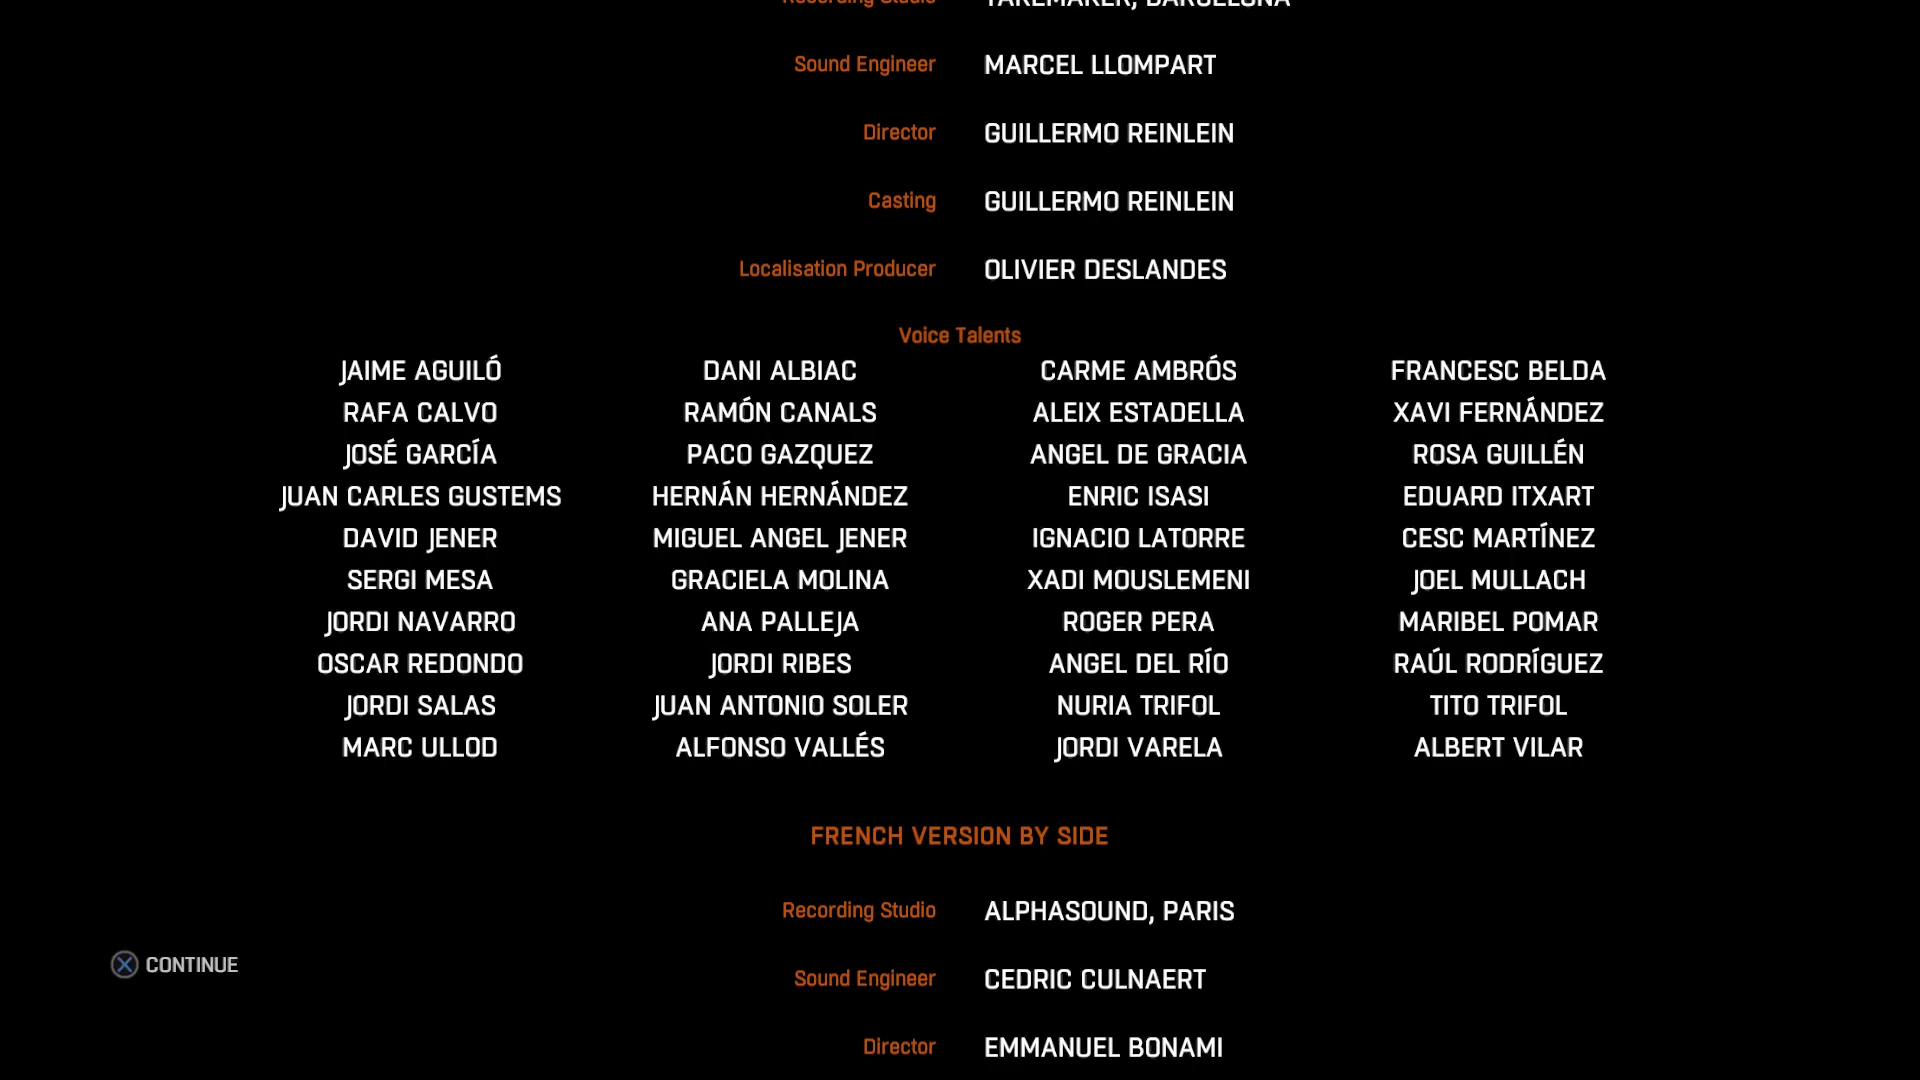 Recording Studio TAKEMAKER, BARCELONA
Sound Engineer MARCEL LLOMPART
Director GUILLERMO REINLEIN
Casting GUILLERMO REINLEIN
Localisation Producer OLIVIER DESLANDES
Voice Talents
JAIME AGUILÓ DANI ALBIAC CARME AMBRÓS FRANCESC BELDA
RAFA CALVO RAMÓN CANALS ALEIX ESTADELLA XAVI FERNÁNDEZ
JOSÉ GARCÍA PACO GAZQUEZ ANGEL DE GRACIA ROSA GUILLÉN
JUAN CARLES GUSTEMS HERNÁN HERNÁNDEZ ENRIC ISASI EDUARD ITXART
DAVID JENER MIGUEL ANGEL JENER IGNACIO LATORRE CESC MARTÍNEZ
SERGI MESA GRACIELA MOLINA XADI MOUSLEMENI JOEL MULLACH
JORDI NAVARRO ANA PALLEJA ROGER PERA MARIBEL POMAR
OSCAR REDONDO JORDI RIBES ANGEL DEL RÍO RAÚL RODRÍGUEZ
JORDI SALAS JUAN ANTONIO SOLER NURIA TRIFOL TITO TRIFOL
MARC ULLOD ALFONSO VALLÉS JORDI VARELA ALBERT VILAR
FRENCH VERSION BY SIDE
Recording Studio ALPHASOUND, PARIS
CONTINUE
Sound Engineer CEDRIC CULNAERT
Director EMMANUEL BONAMI